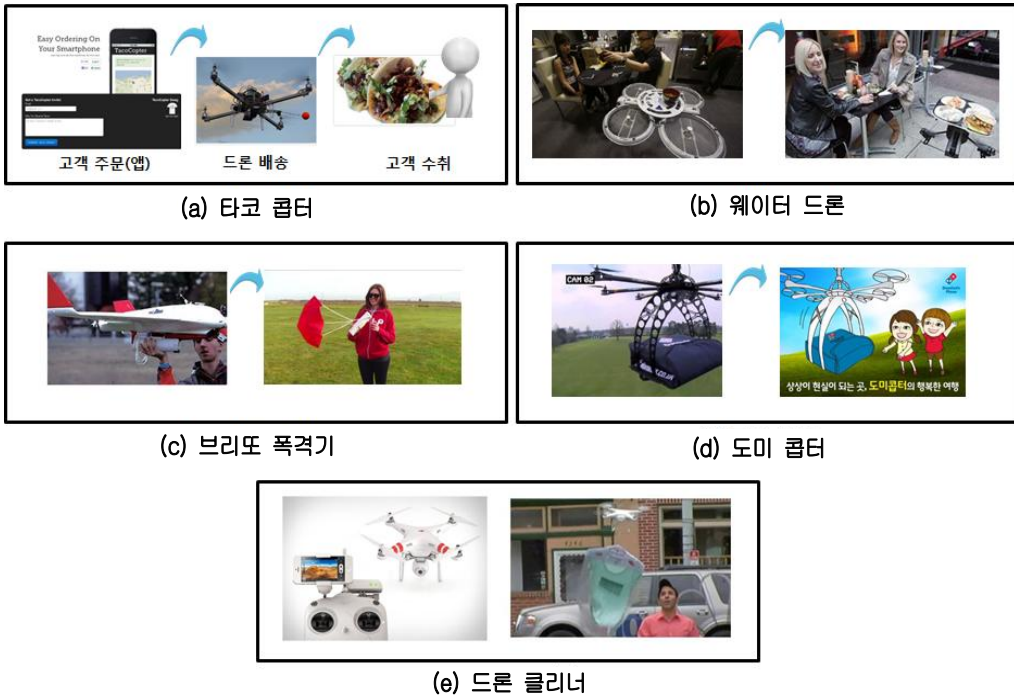 Easy Ordering On
Your Smartphone
TacoCopter
고객 주문(앱)
드론 배송
고객 수취
(a) 타코 콥터
(b) 웨이터 드론
(c) 브리또 폭격기
CAM 02
Domino's Pizza
상상이 현실이 되는 곳, 도미콥터의 행복한 여행
(d) 도미 콥터
(e) 드론 클리너